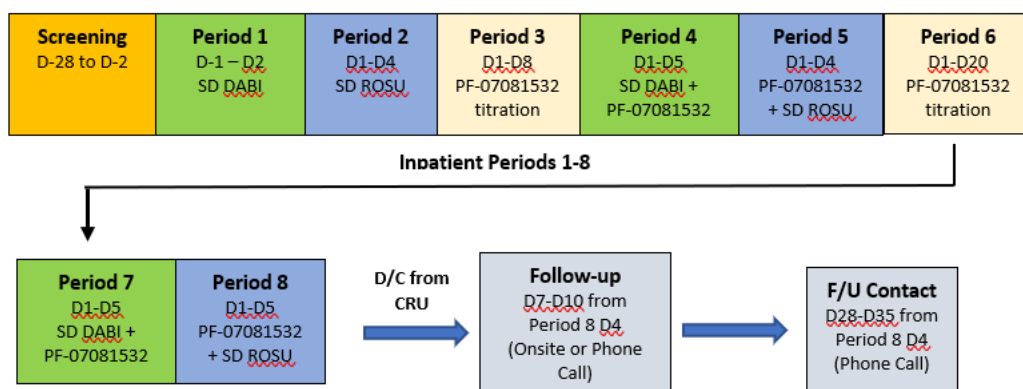 Screening
D-28 to D-2
Period 1
D-1 – D2
SD DABI
Period 2
D1-D4
SD ROSU
Period 3
D1-D8
PF-07081532
titration
Period 4
D1-D5
SD DABI +
PF-07081532
Period 5
D1-D4
PF-07081532
+ SD ROSU
Period 6
D1-D20
PF-07081532
titration
Inpatient Periods 1-8
Period 7
D1-D5
SD DABI +
PF-07081532
Period 8
D1-D5
PF-07081532
+ SD ROSU
D/C from
CRU
Follow-up
D7-D10 from
Period 8 D4
(Onsite or Phone
Call)
F/U Contact
D28-D35 from
Period 8 D4
(Phone Call)